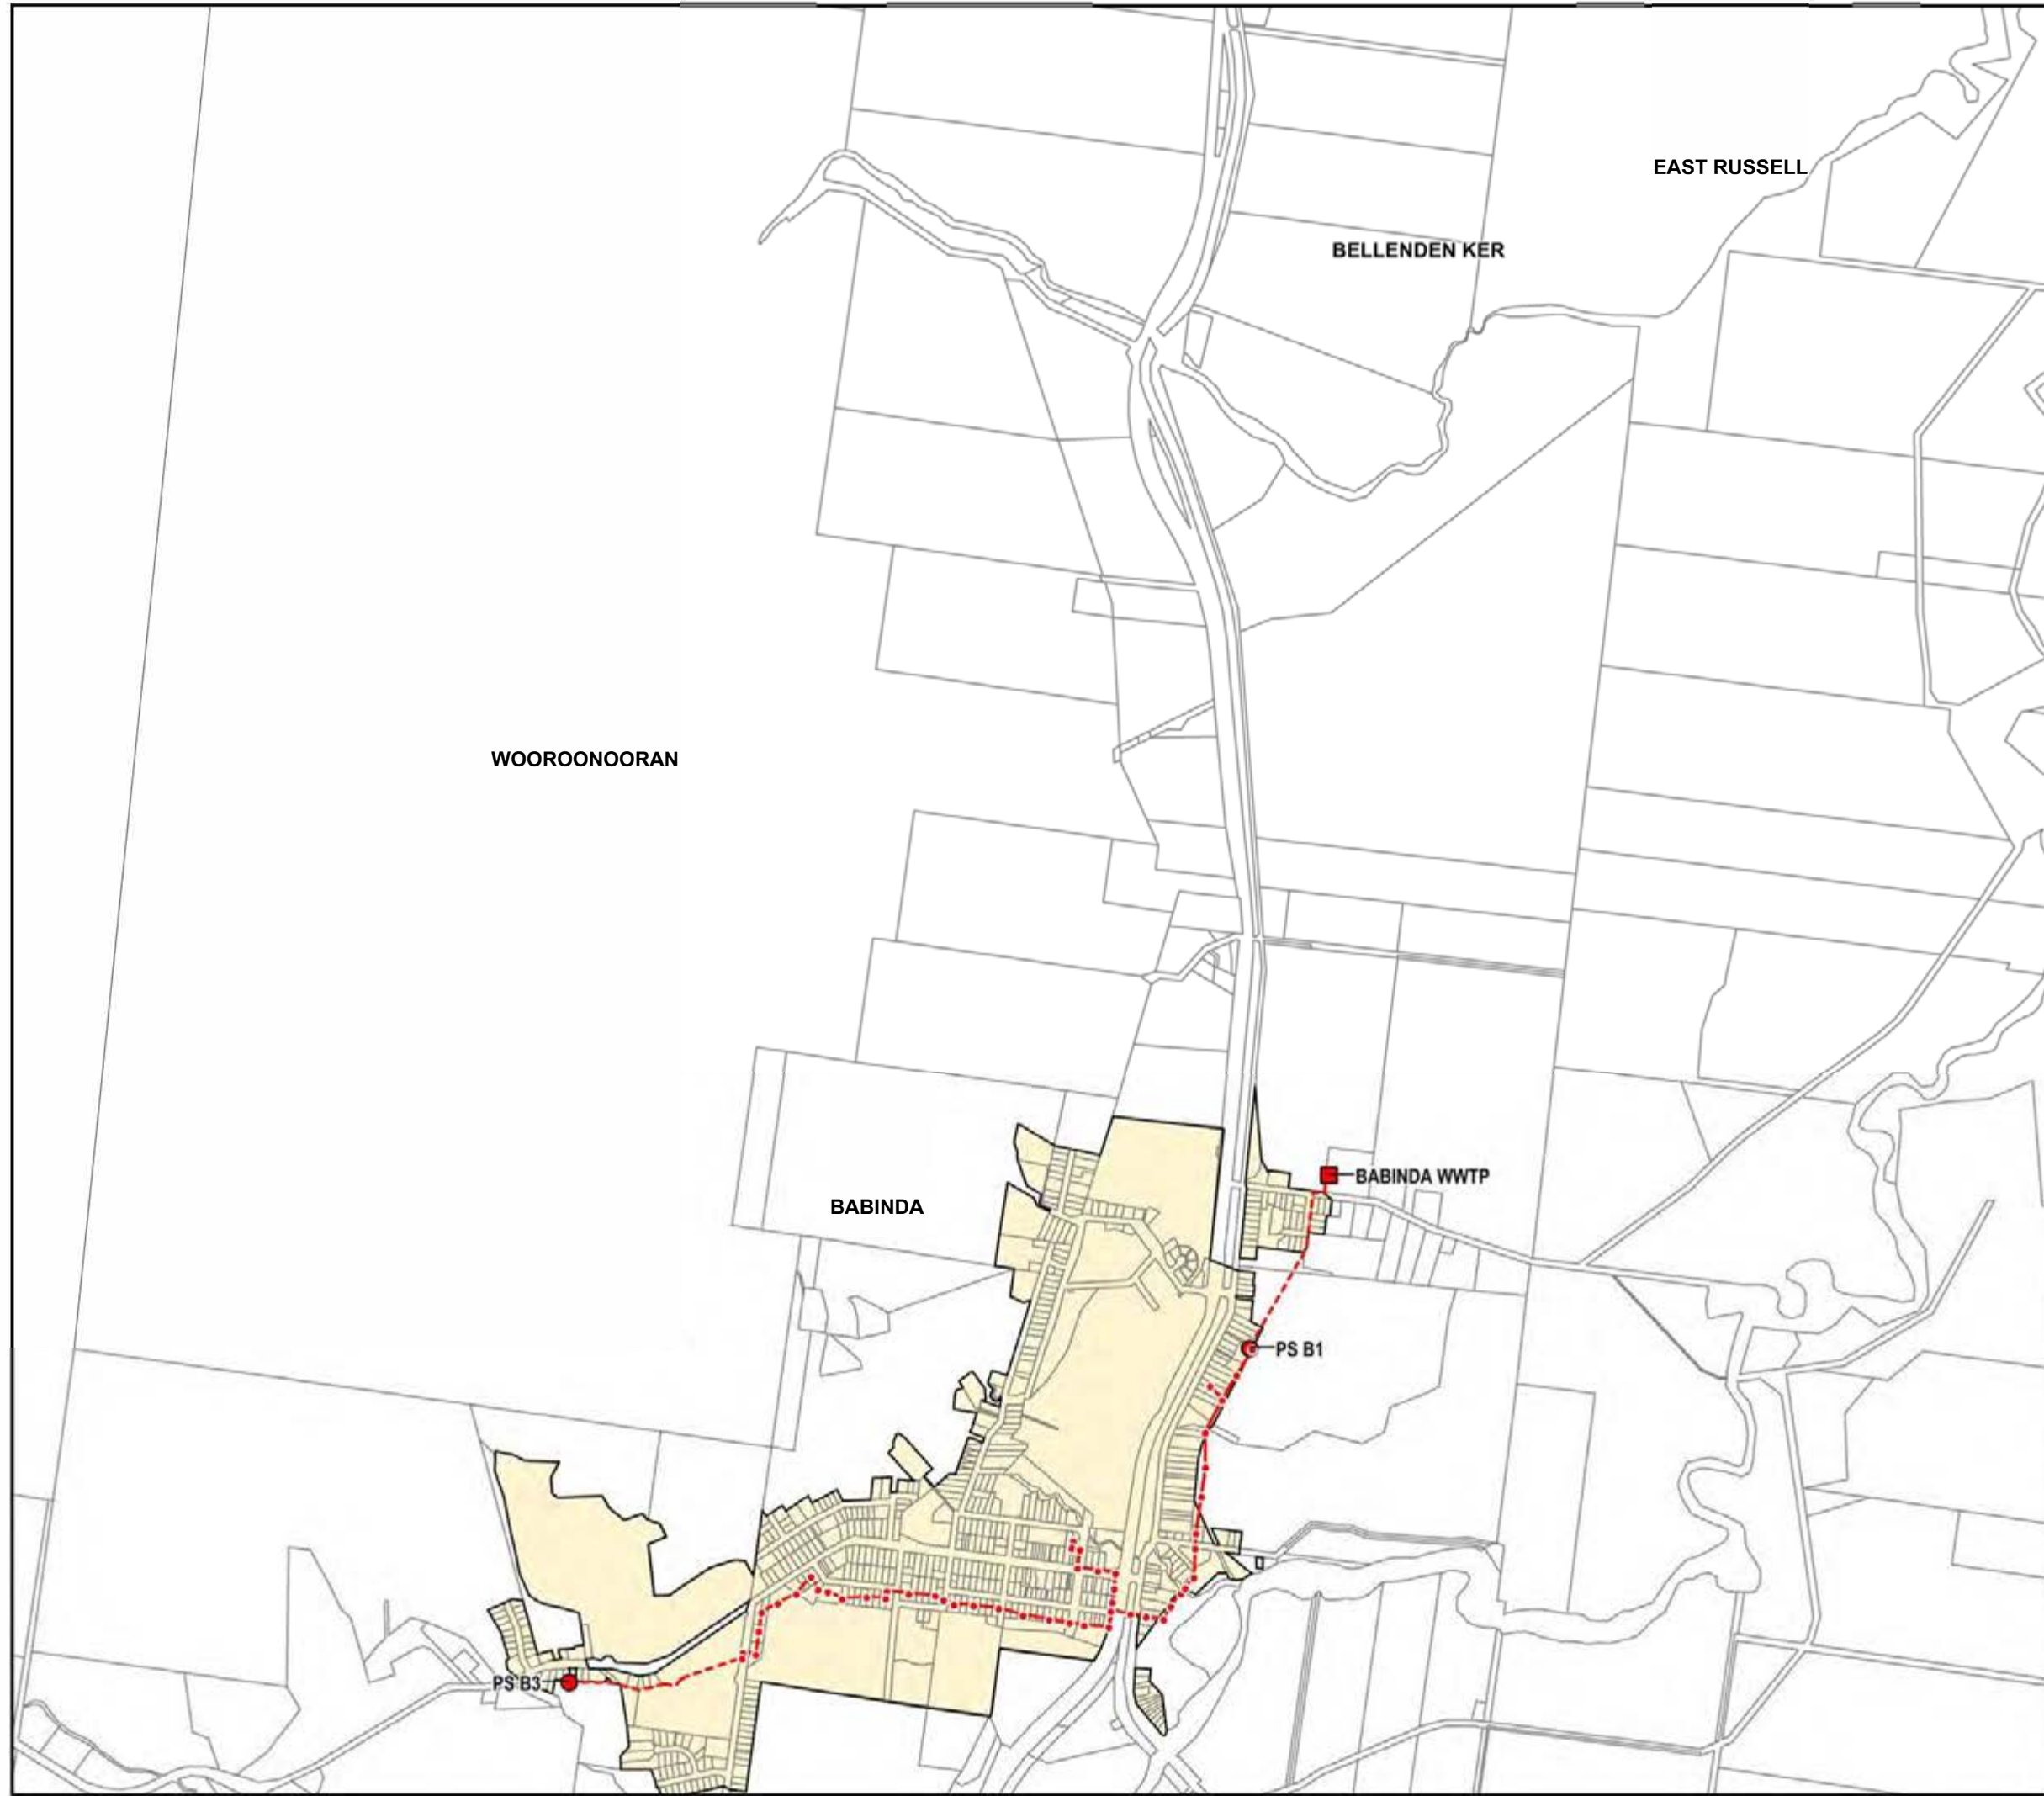 EAST RUSSELL
BELLENDEN KER
WOOROONOORAN
BABINDA WWTP
BABINDA
PS B1
PS B3